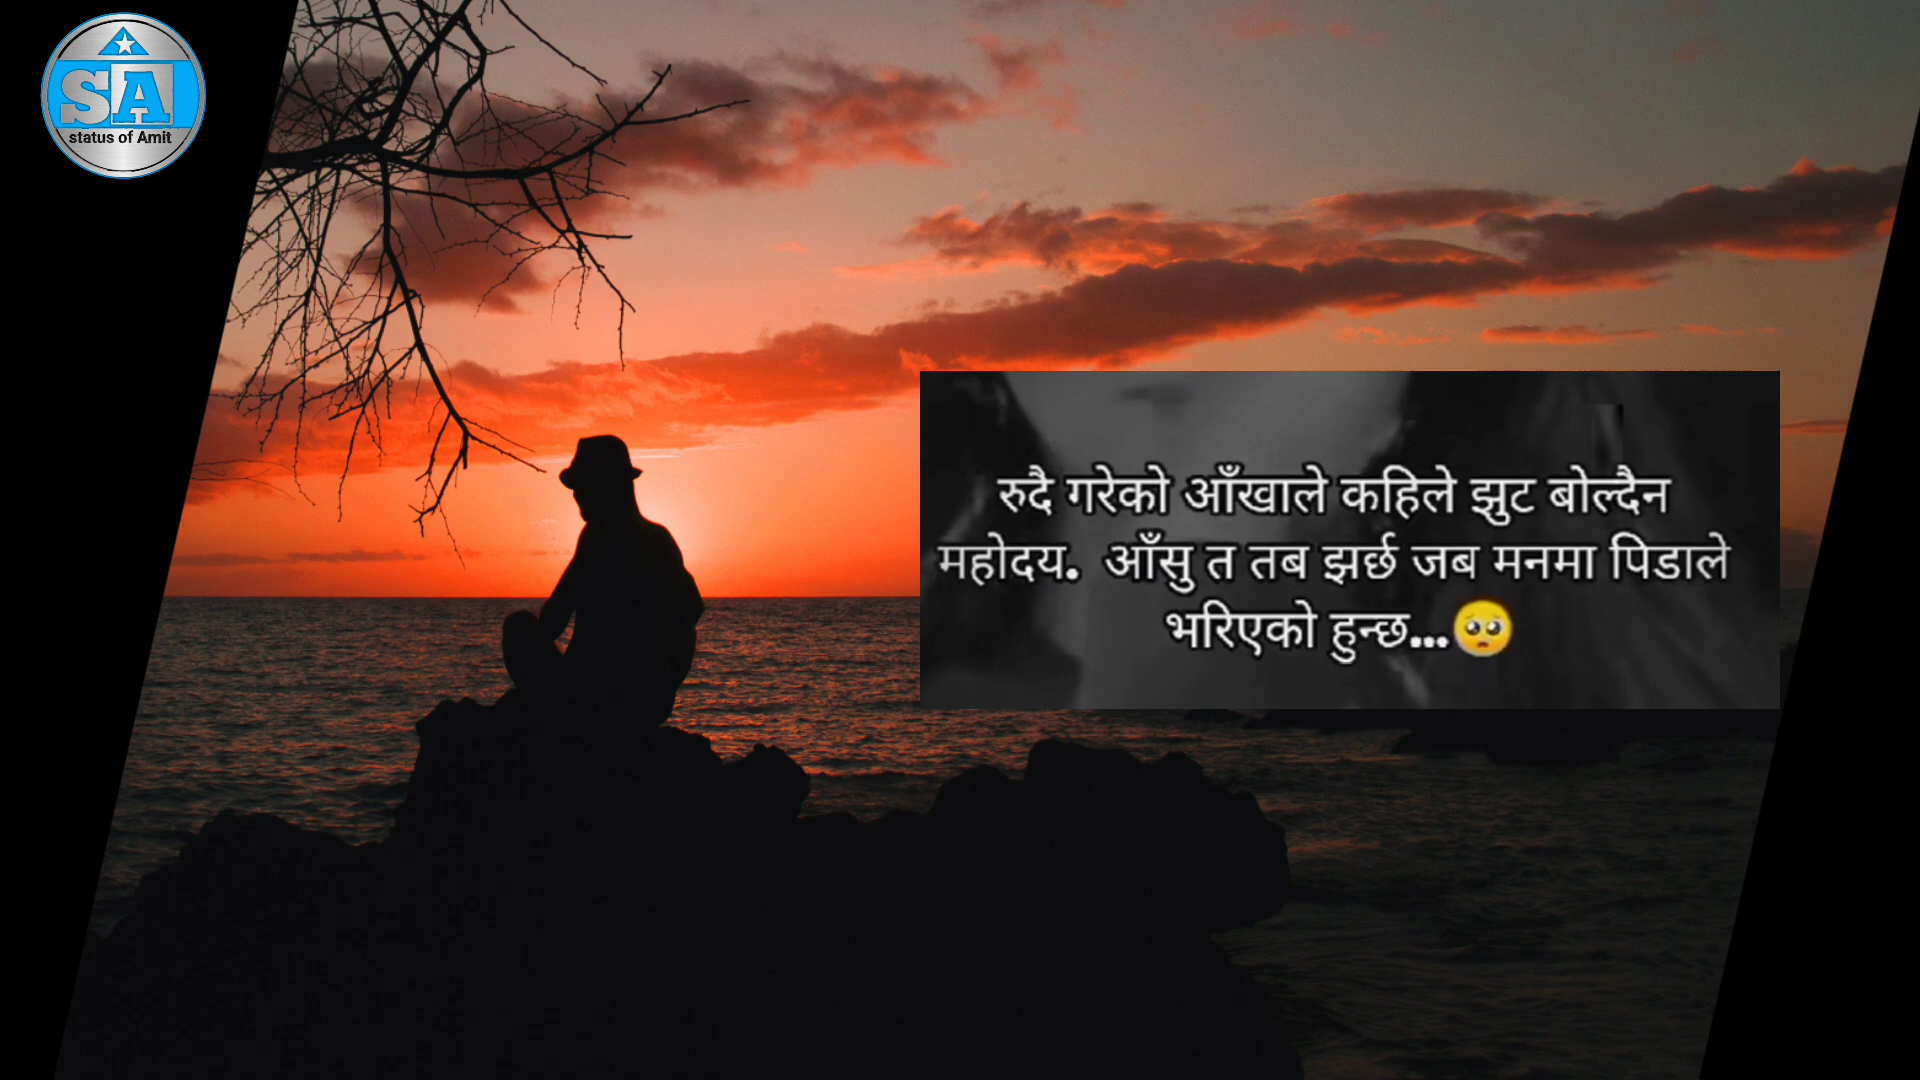 SA
status of Amit
रुदै गरेको आँखाले कहिले झुट बोल्दैन
महोदय. आँसु त तब झर्छ जब मनमा पिडाले
भरिएको हुन्छ...🥺